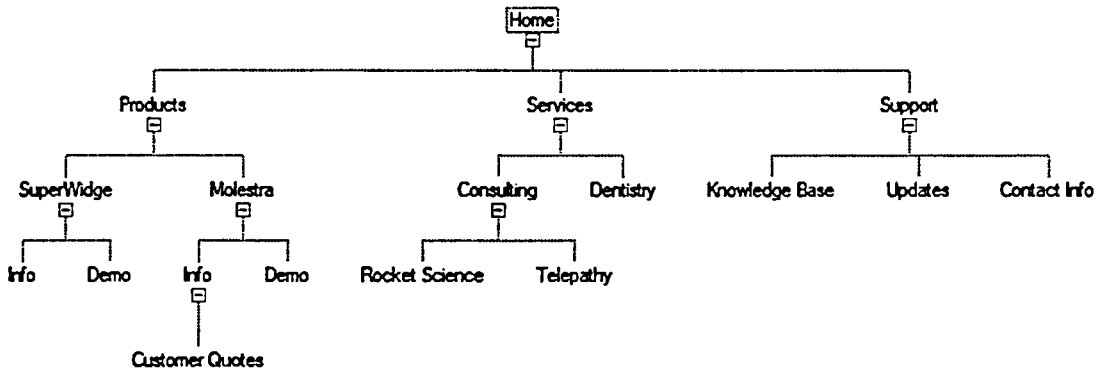 Home
Products Services Support
SuperWidge Molestra Consulting Dentistry Knowledge Base Updates Contact Info
Info Demo Info Demo Rocket Science Telepathy
Customer Quotes